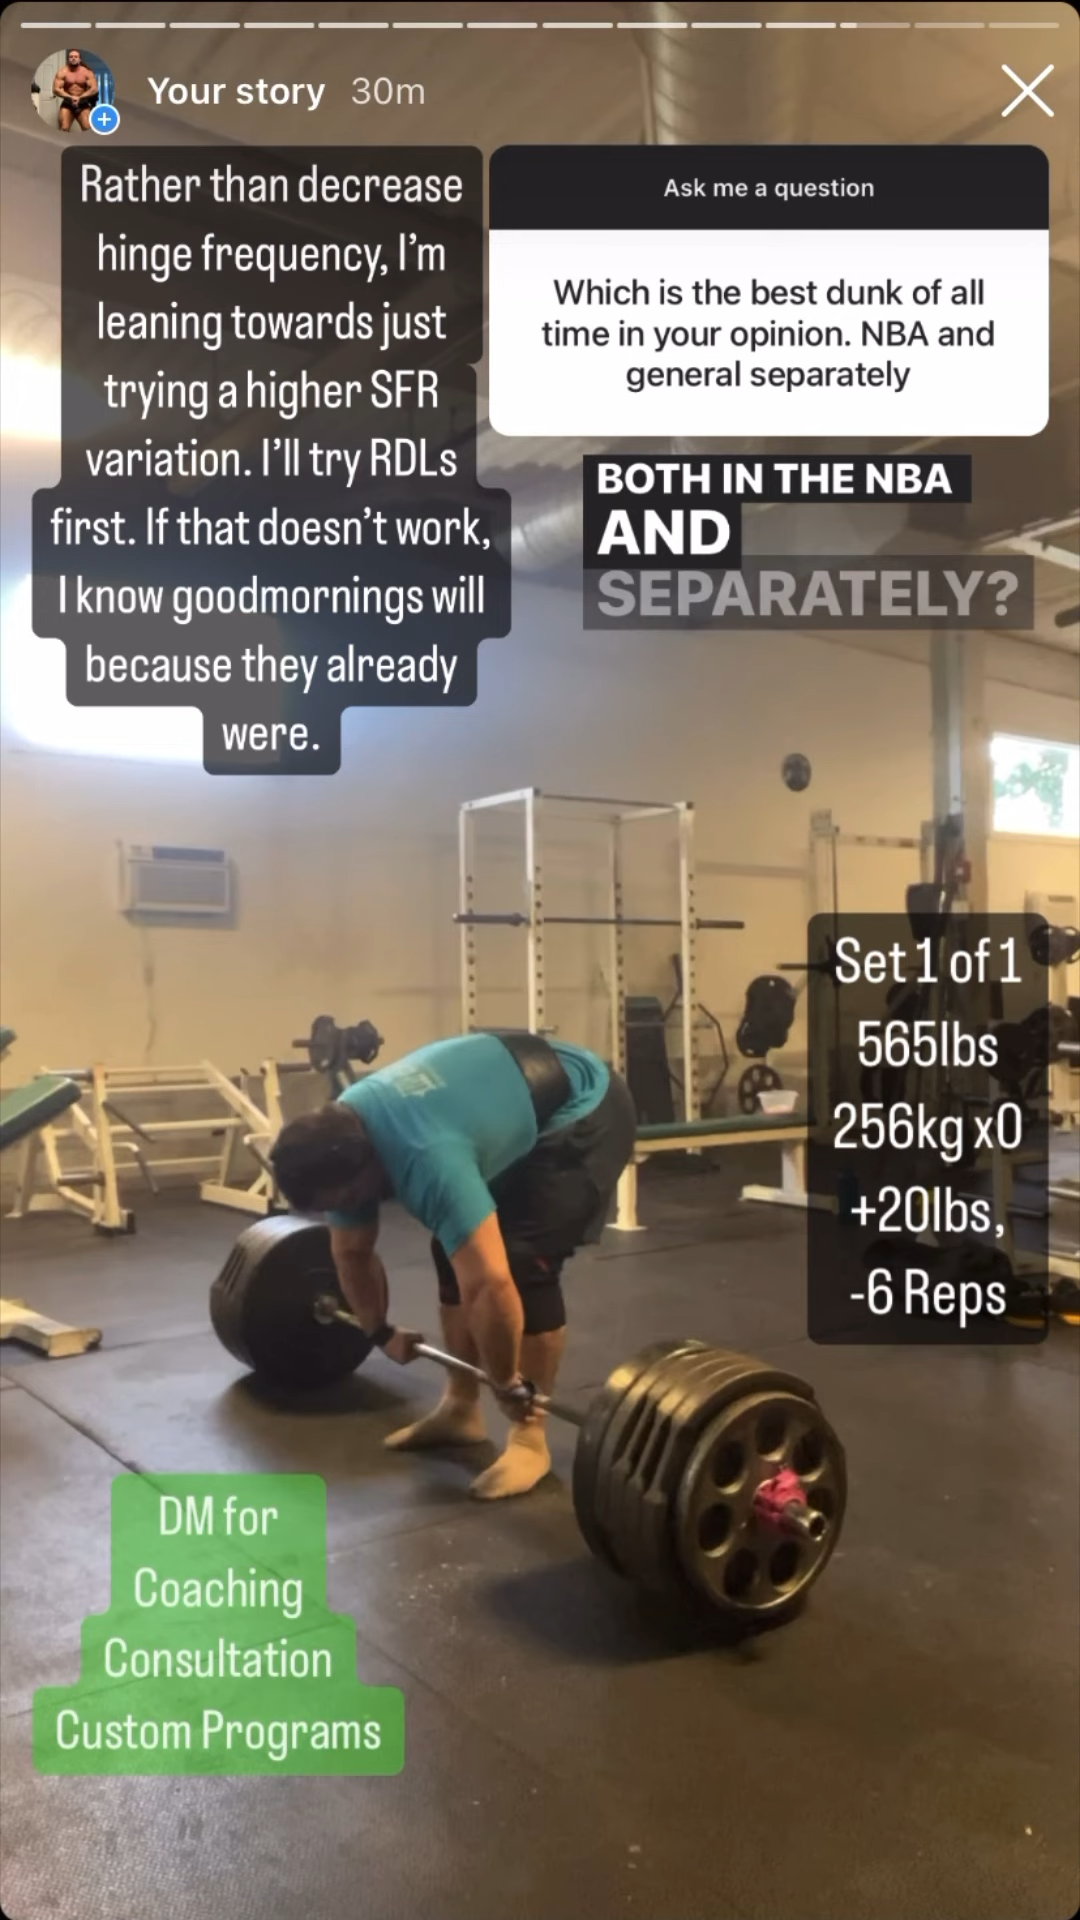 Your story 30m
Rather than decrease
hinge frequency, I’m
leaning towards just
trying a higher SFR
variation. I’ll try RDLs
first. If that doesn’t work,
I know goodmornings will
because they already
were.
Ask me a question
Which is the best dunk of all
time in your opinion. NBA and
general separately
BOTH IN THE NBA
AND
SEPARATELY?
Set 1 of 1
565lbs
256kg x0
+20lbs,
-6 Reps
DM for
Coaching
Consultation
Custom Programs